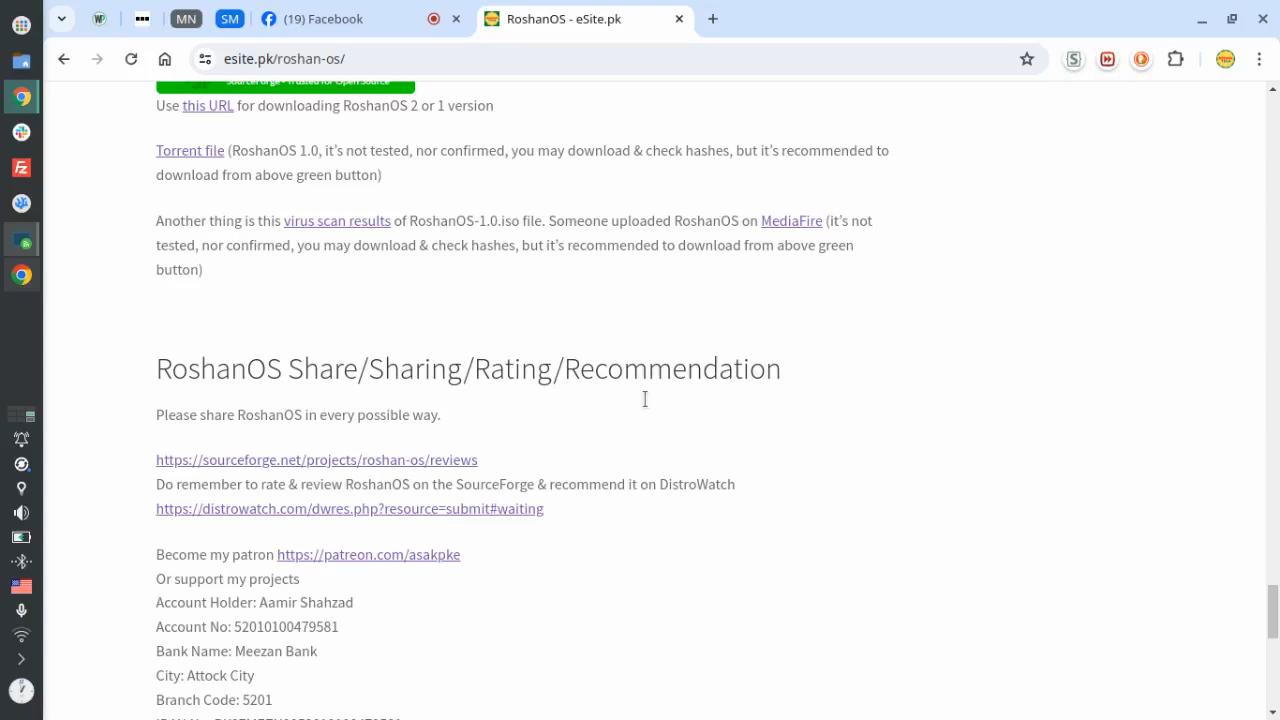 MN
SM
(19) Facebook
RoshanOS - eSite.pk
esite.pk/roshan-os/
SourceForge - Trusted for Open Source
Use this URL for downloading RoshanOS 2 or 1 version
Torrent file (RoshanOS 1.0, it's not tested, nor confirmed, you may download & check hashes, but it's recommended to
download from above green button)
Another thing is this virus scan results of RoshanOS-1.0.iso file. Someone uploaded RoshanOS on MediaFire (it's not
tested, nor confirmed, you may download & check hashes, but it's recommended to download from above green
button)
RoshanOS Share/Sharing/Rating/Recommendation
Please share RoshanOS in every possible way.
https://sourceforge.net/projects/roshan-os/reviews
Do remember to rate & review RoshanOS on the SourceForge & recommend it on DistroWatch
https://distrowatch.com/dwres.php?resource=submit#waiting
Become my patron https://patreon.com/asakpke
Or support my projects
Account Holder: Aamir Shahzad
Account No: 52010100479581
Bank Name: Meezan Bank
City: Attock City
Branch Code: 5201